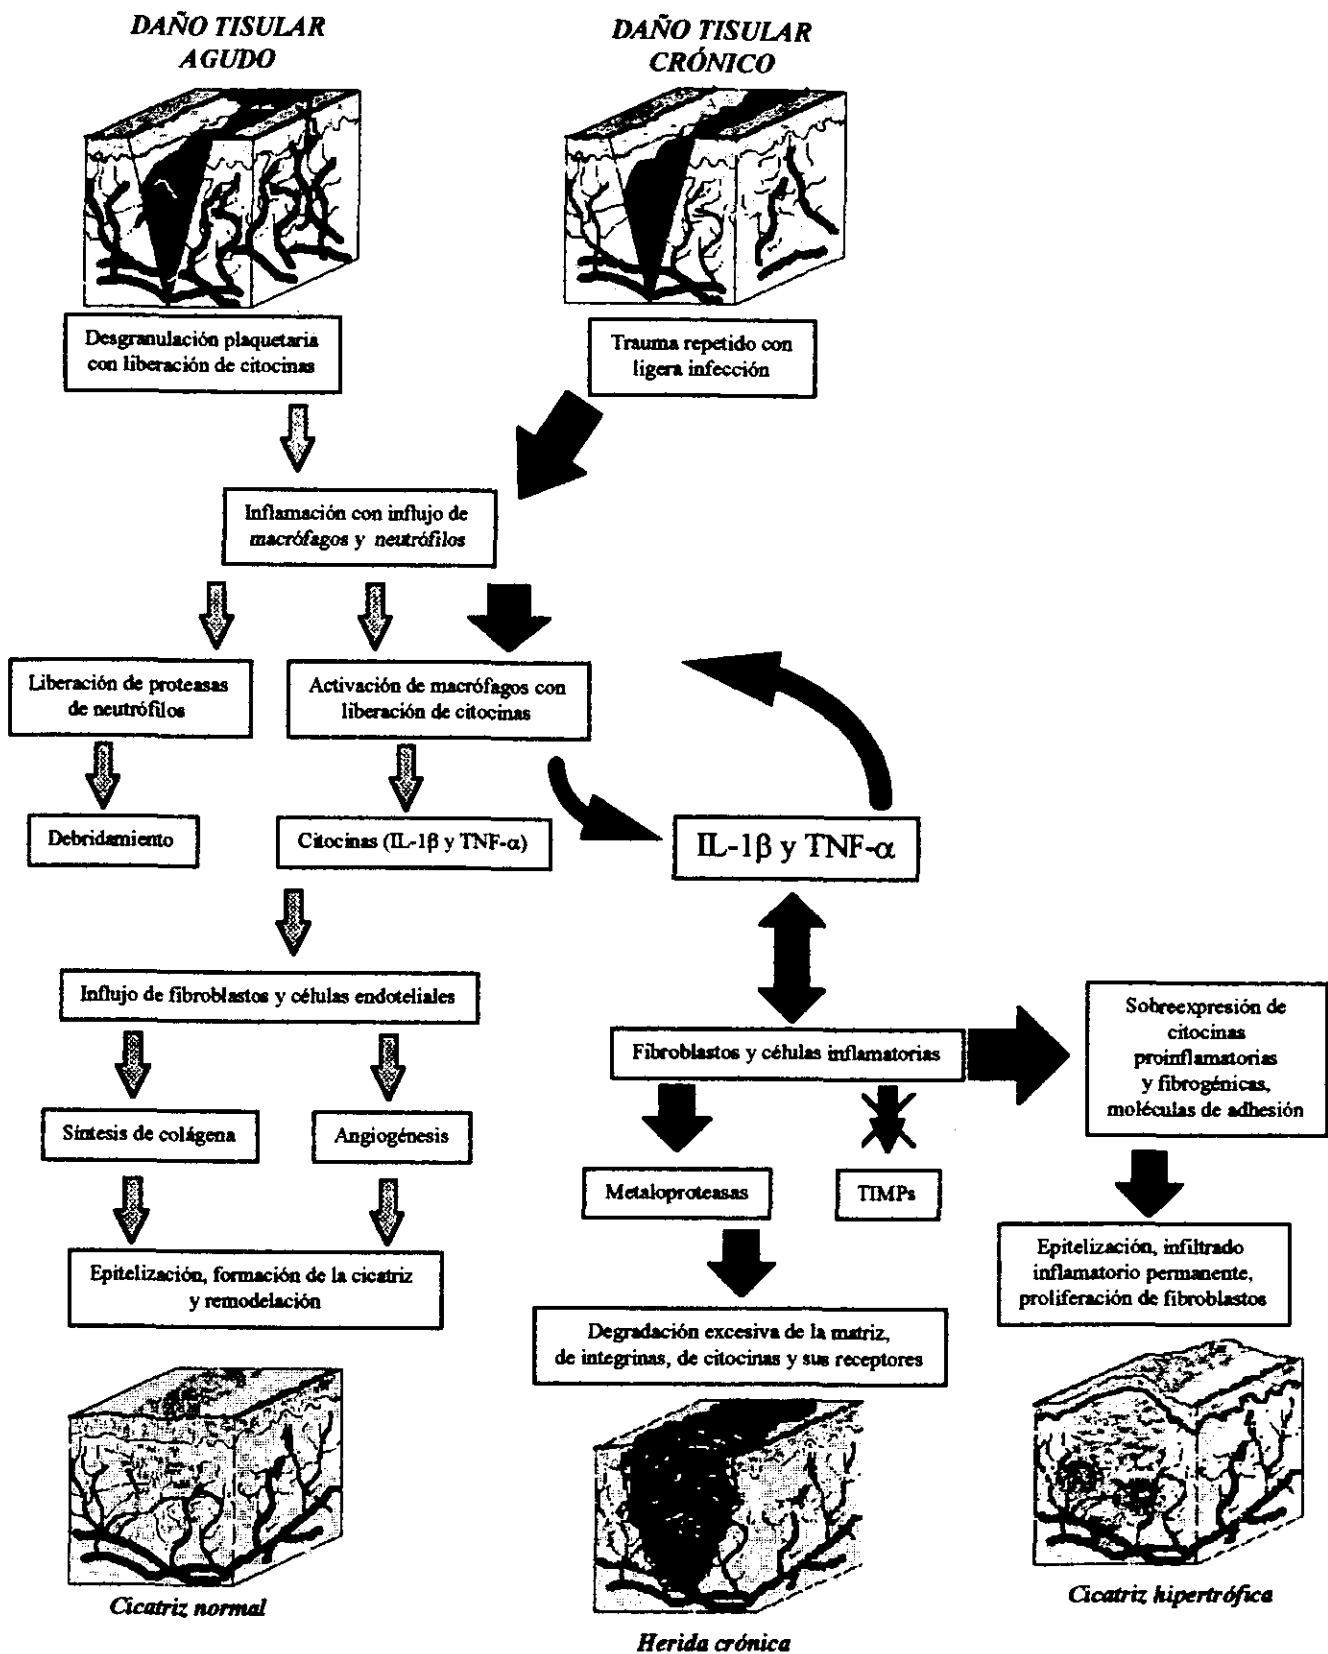 DAÑO TISULAR
AGUDO
DAÑO TISULAR
CRÓNICO
Desgranulación plaquetaria
con liberación de citocinas
Trauma repetido con
ligera infección
Inflamación con influjo de
macrófagos y neutrófilos
Liberación de proteasas
de neutrófilos
Activación de macrófagos con
liberación de citocinas
Debridamiento
Citocinas (IL-1β y TNF-α)
IL-1β y TNF-α
Influjo de fibroblastos y células endoteliales
Fibroblastos y células inflamatorias
Sobreexpresión de
citocinas
proinflamatorias
y fibrogénicas,
moléculas de adhesión
Síntesis de colágena
Angiogénesis
Metaloproteasas
TIMPs
Epitelización, formación de la cicatriz
y remodelación
Degradación excesiva de la matriz,
de integrinas, de citocinas y sus receptores
Epitelización, infiltrado
inflamatorio permanente,
proliferación de fibroblastos
Cicatriz normal
Herida crónica
Cicatriz hipertrófica